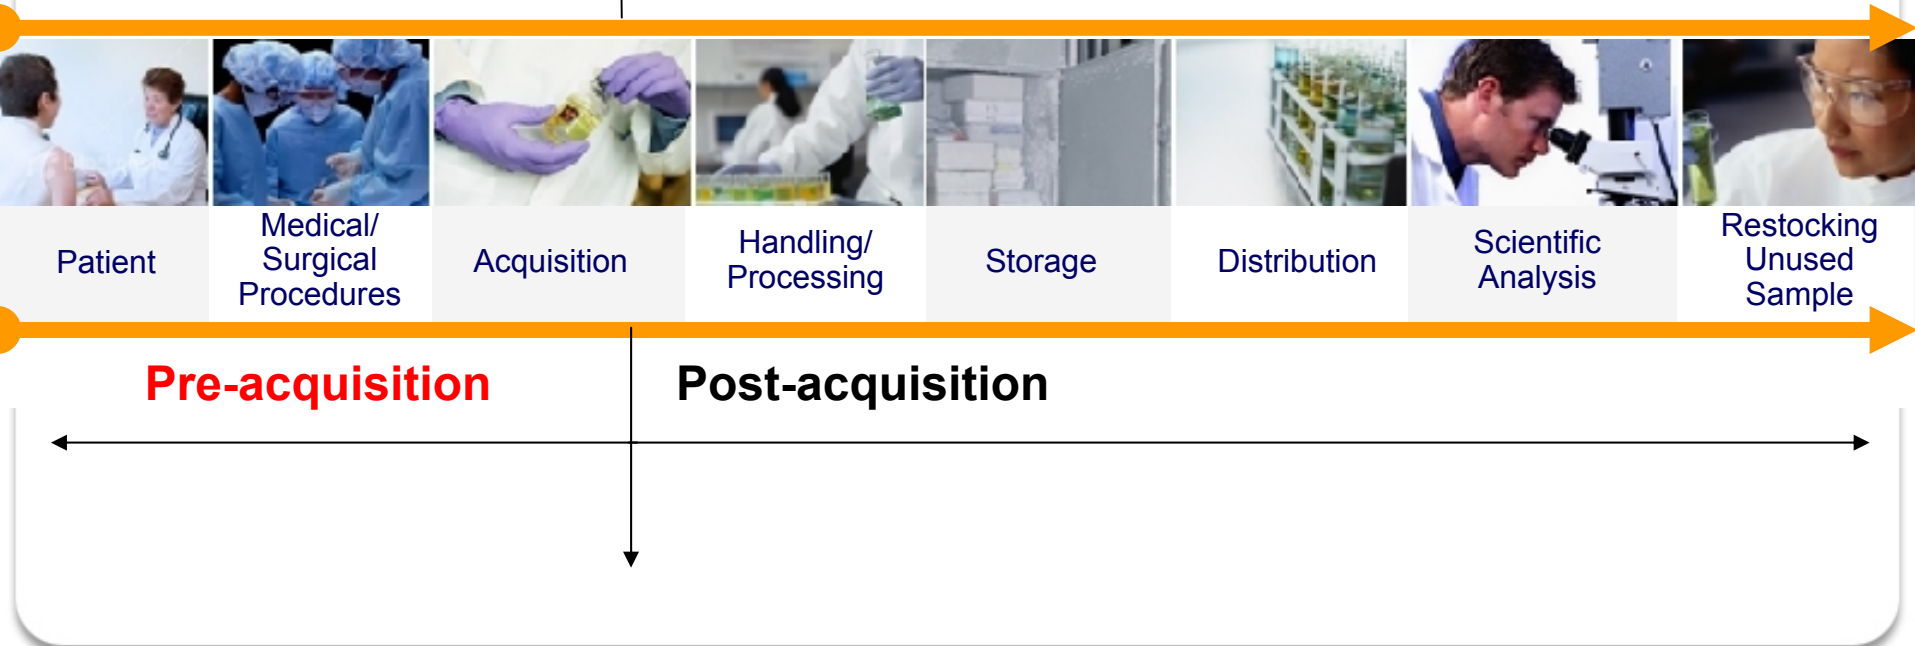 Patient
Medical/
Surgical
Procedures
Acquisition
Handling/
Processing
Storage
Distribution
Scientific
Analysis
Restocking
Unused
Sample
Pre-acquisition
Post-acquisition